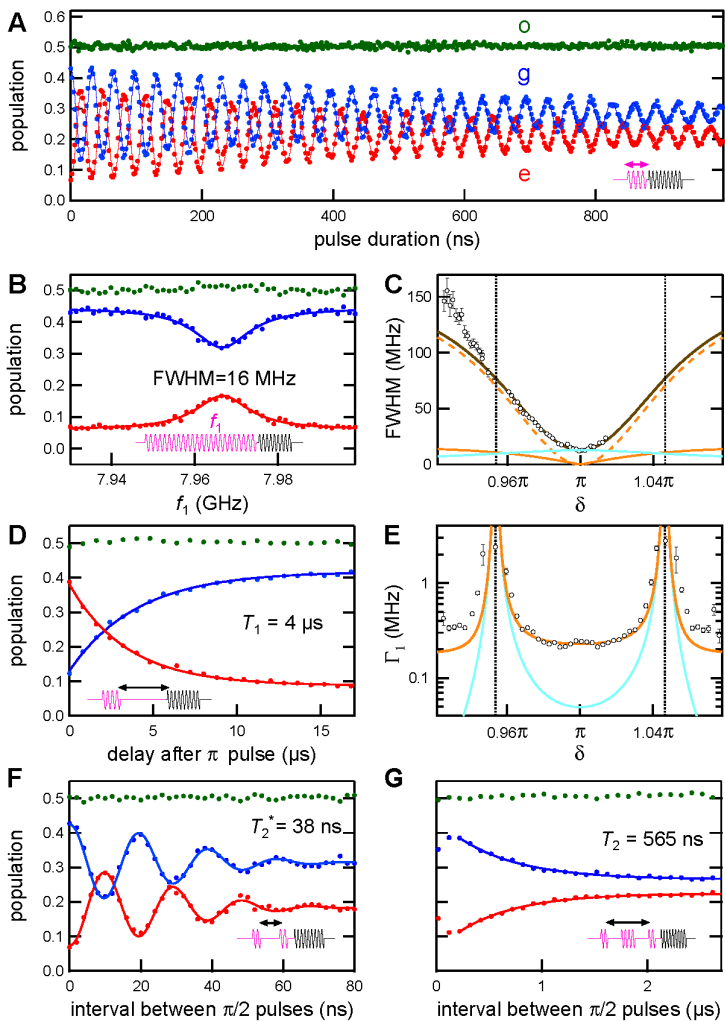 A
0.6
0.5
0.4
0.3
0.2
0.1
0.0
population
o
g
e
0
200
400
600
800
pulse duration (ns)
B
0.5
0.4
0.3
0.2
0.1
0.0
population
FWHM=16 MHz
f1
7.94
7.96
7.98
f1 (GHz)
C
150
100
50
0
FWHM (MHz)
0.96π
π
1.04π
δ
D
0.5
0.4
0.3
0.2
0.1
0.0
population
T1 = 4 µs
0
5
10
15
delay after π pulse (µs)
E
1
0.1
Γ1 (MHz)
0.96π
π
1.04π
δ
F
0.5
0.4
0.3
0.2
0.1
0.0
population
T2* = 38 ns
0
20
40
60
80
interval between π/2 pulses (ns)
G
T2 = 565 ns
0
1
2
interval between π/2 pulses (µs)